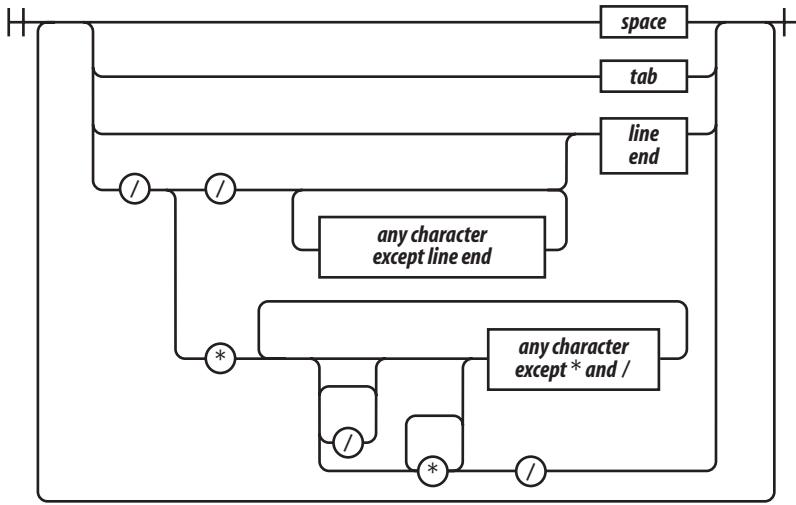 space
tab
line
end
/ /
any character
except line end
*
any character
except * and /
/
* /